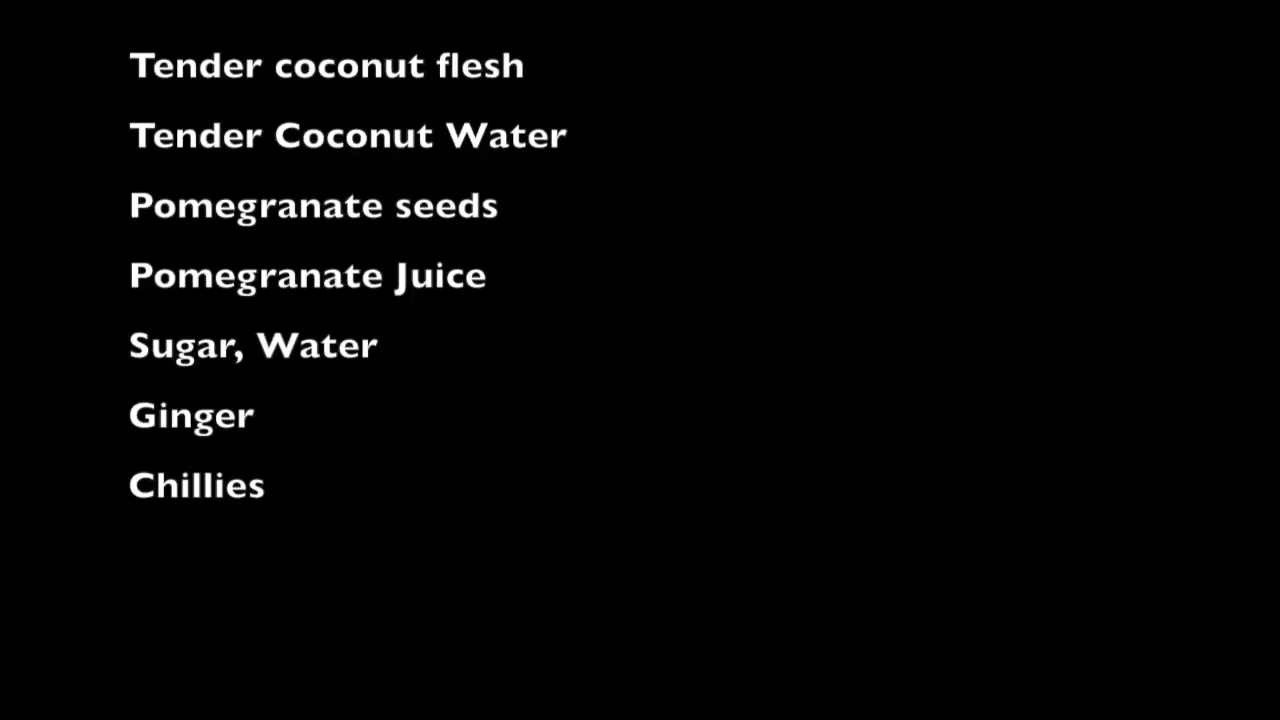 Tender coconut flesh
Tender Coconut Water
Pomegranate seeds
Pomegranate Juice
Sugar, Water
Ginger
Chillies